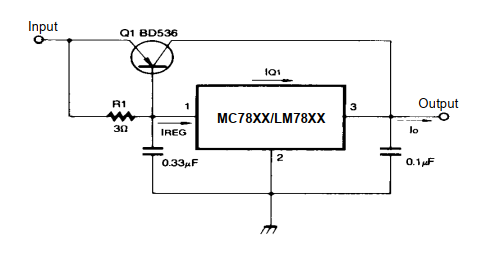 Input
Q1 BD536
IQ1
R1
3Ω
1
IREG
MC78XX/LM78XX
3
Output
Io
2
0.33μF
0.1μF